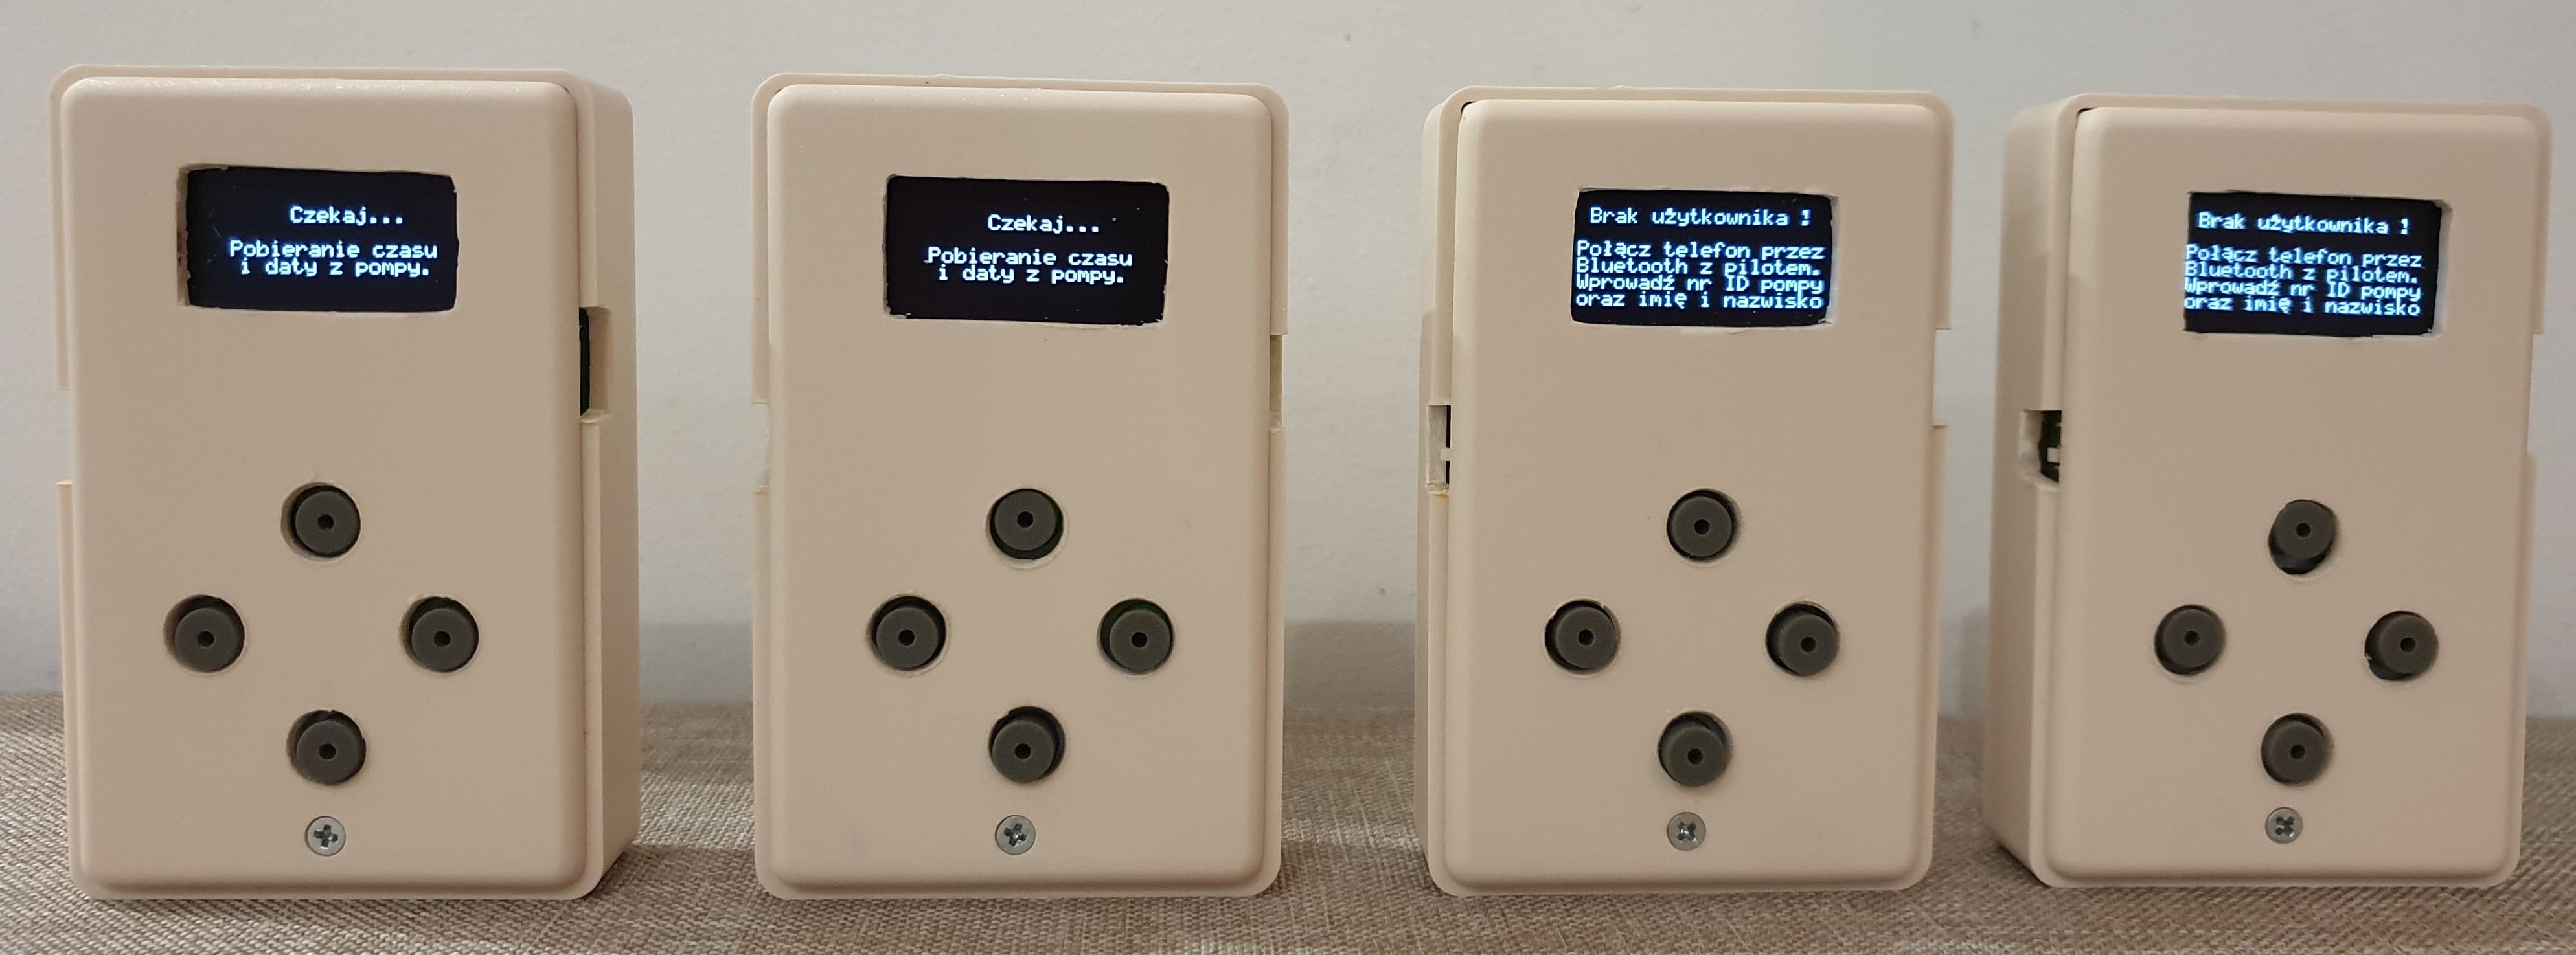 Czekaj...
Pobieranie czasu
i daty z pompy.
Czekaj...
Pobieranie czasu
i daty z pompy.
Brak użytkownika !
Połącz telefon przez
Bluetooth z pilotem.
Wprowadź nr ID pompy
oraz imię i nazwisko
Brak użytkownika !
Połącz telefon przez
Bluetooth z pilotem.
Wprowadź nr ID pompy
oraz imię i nazwisko